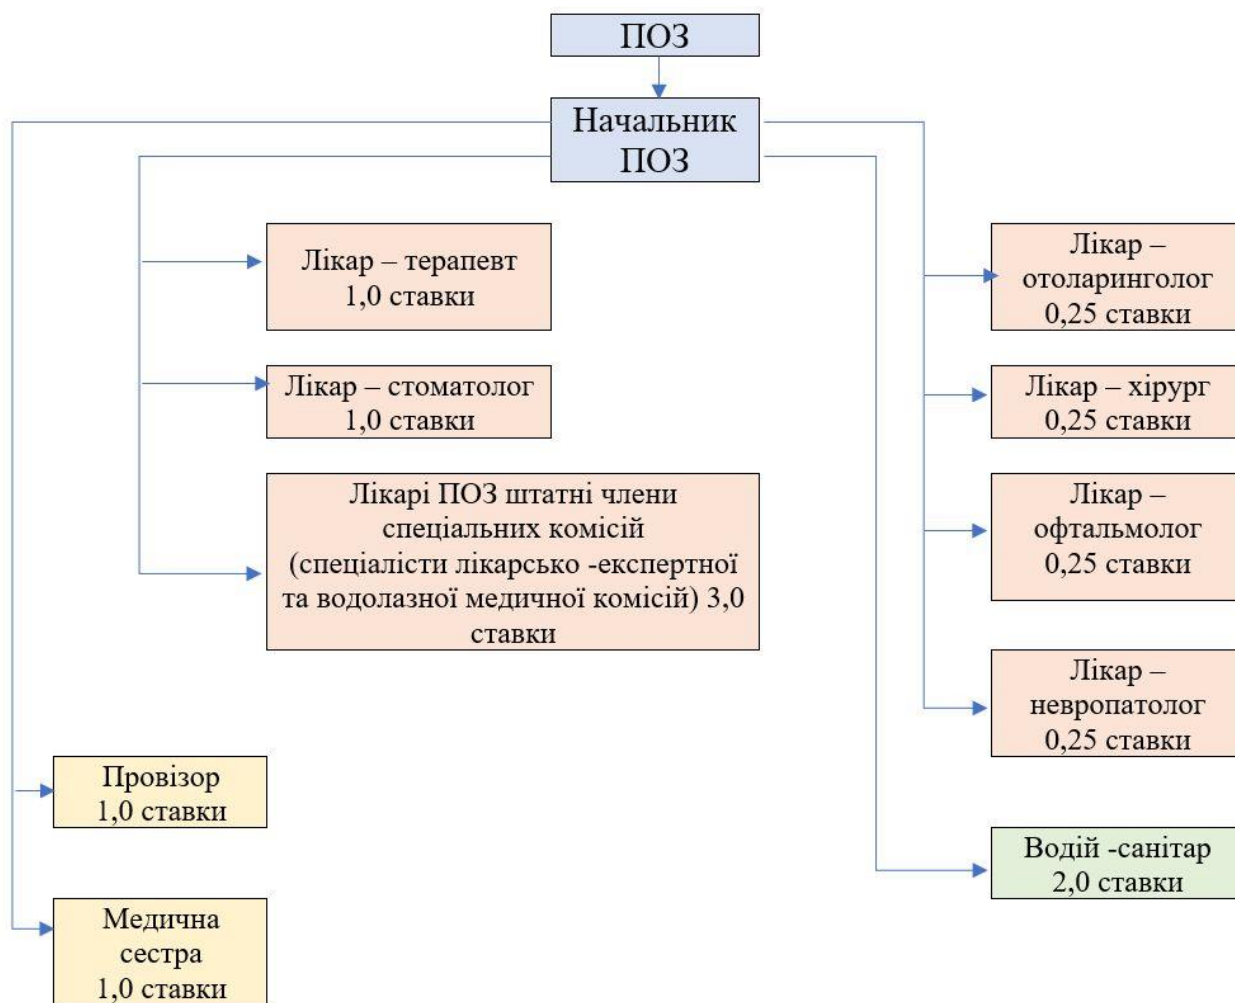 ПОЗ
Начальник
ПОЗ
Лікар – терапевт
1,0 ставки
Лікар – стоматолог
1,0 ставки
Лікарі ПОЗ штатні члени
спеціальних комісій
(спеціалісти лікарсько -експертної
та водолазної медичної комісій) 3,0
ставки
Лікар –
отоларинголог
0,25 ставки
Лікар – хірург
0,25 ставки
Лікар –
офтальмолог
0,25 ставки
Лікар –
невропатолог
0,25 ставки
Провізор
1,0 ставки
Медична
сестра
1,0 ставки
Водій -санітар
2,0 ставки